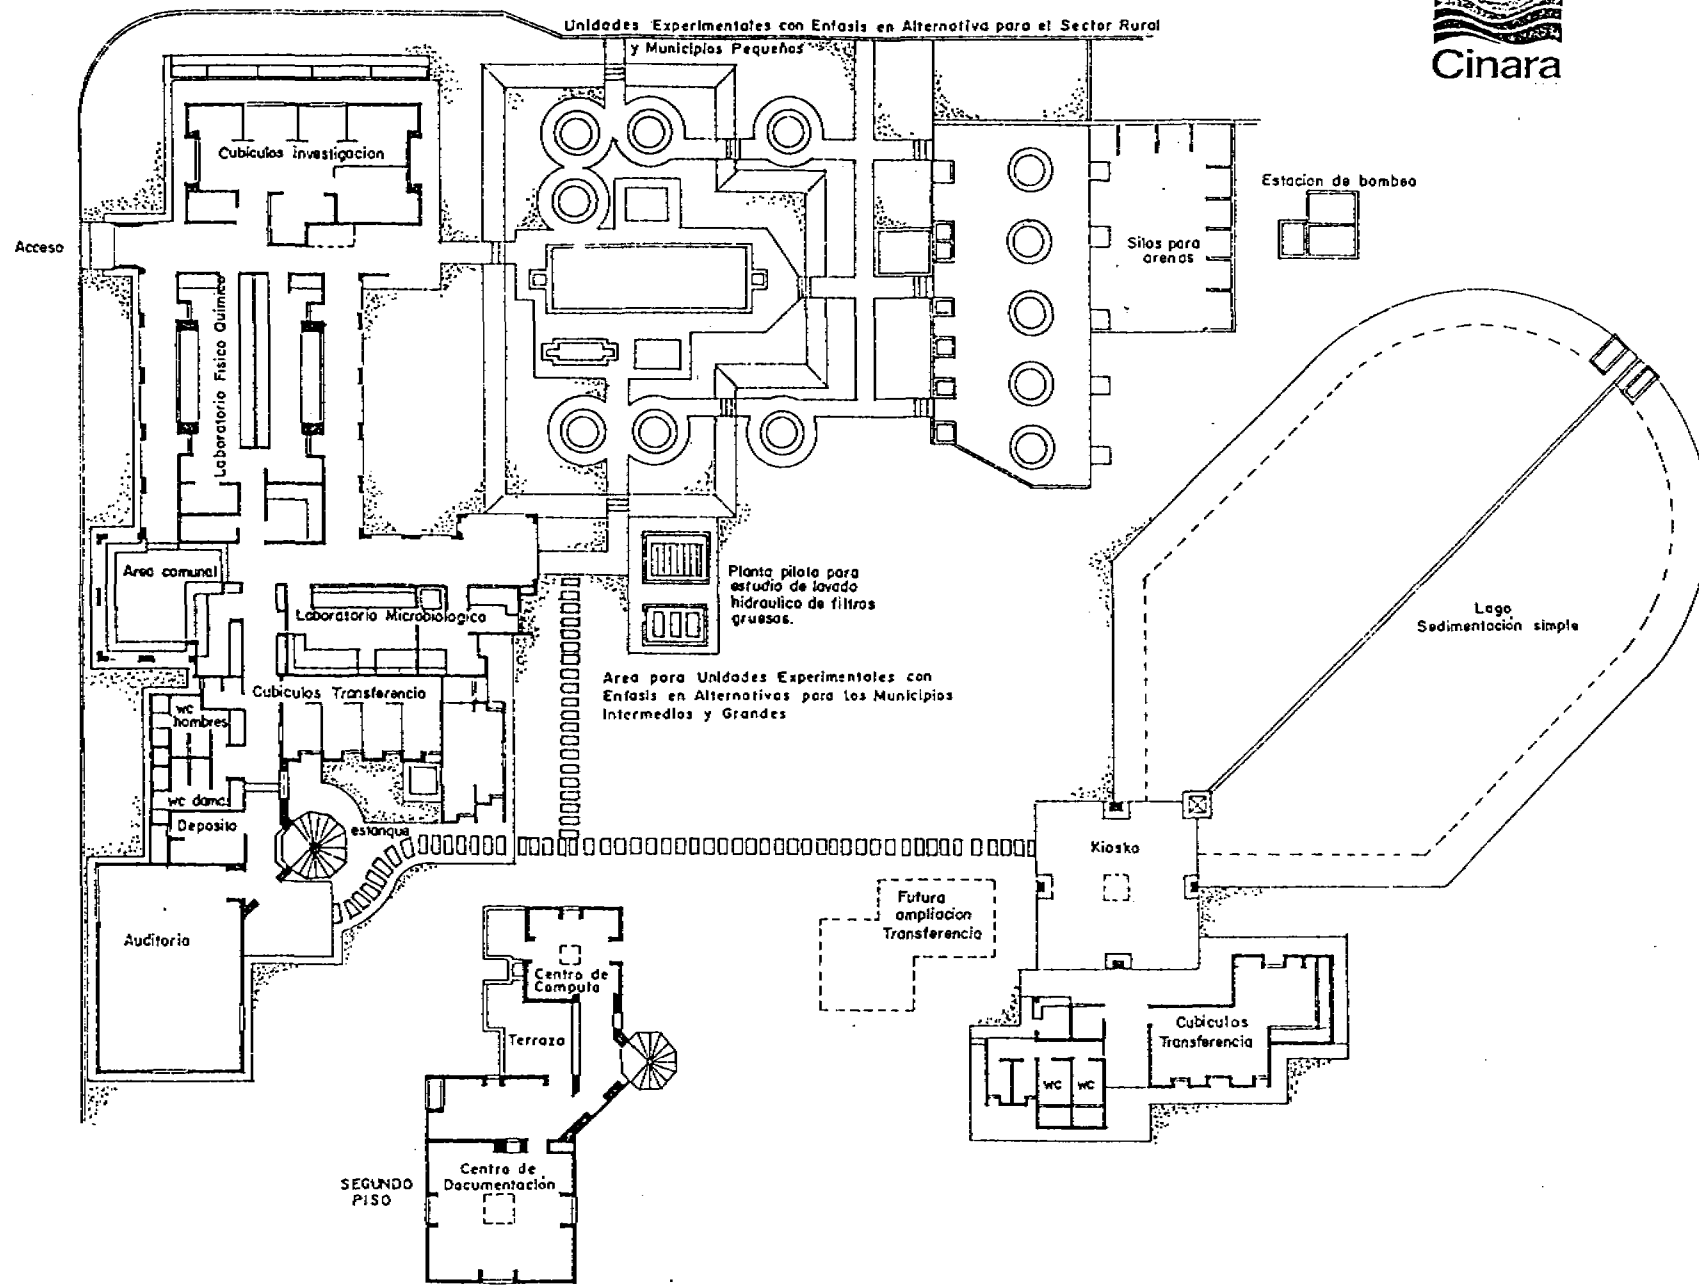 Unidades Experimentales con Enfasis en Alternativa para el Sector Rural
y Municipios Pequeños
Cinara
Cubiculos Investigacion
Estacion de bombeo
Acceso
Silos para
arenas
Laboratorio Fisico Quimico
Area comunal
Planta piloto para
estudio de lavado
hidraulico de filtros
gruesos.
Laboratorio Microbiologico
Lago
Sedimentación simple
Area para Unidades Experimentales con
Enfasis en Alternativas para los Municipios
Intermedios y Grandes
Cubiculos Transferencia
wc
hombres
wc damas
Deposito
estanque
Kiosko
Auditorio
Futura
ampliacion
Transferencia
Centro de
Computo
Terraza
Cubiculos
Transferencia
wc
wc
SEGUNDO
PISO
Centro de
Documentación